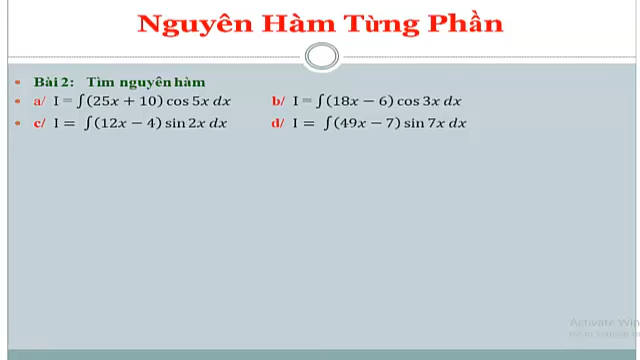 Nguyên Hàm Từng Phần
Bài 2: Tìm nguyên hàm
a/ I = ∫(25x + 10) cos 5x dx b/ I = ∫(18x − 6) cos 3x dx
c/ I = ∫(12x − 4) sin 2x dx d/ I = ∫(49x − 7) sin 7x dx
Activate Win